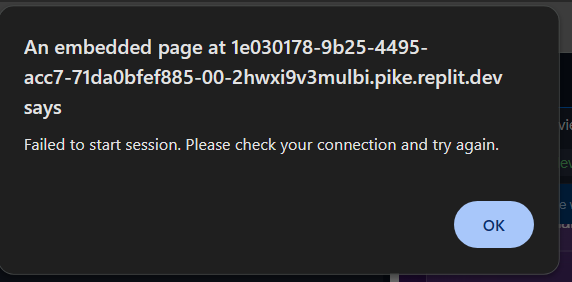 An embedded page at 1e030178-9b25-4495-
acc7-71da0bfef885-00-2hwxi9v3mulbi.pike.replit.dev
says
Failed to start session. Please check your connection and try again.
OK